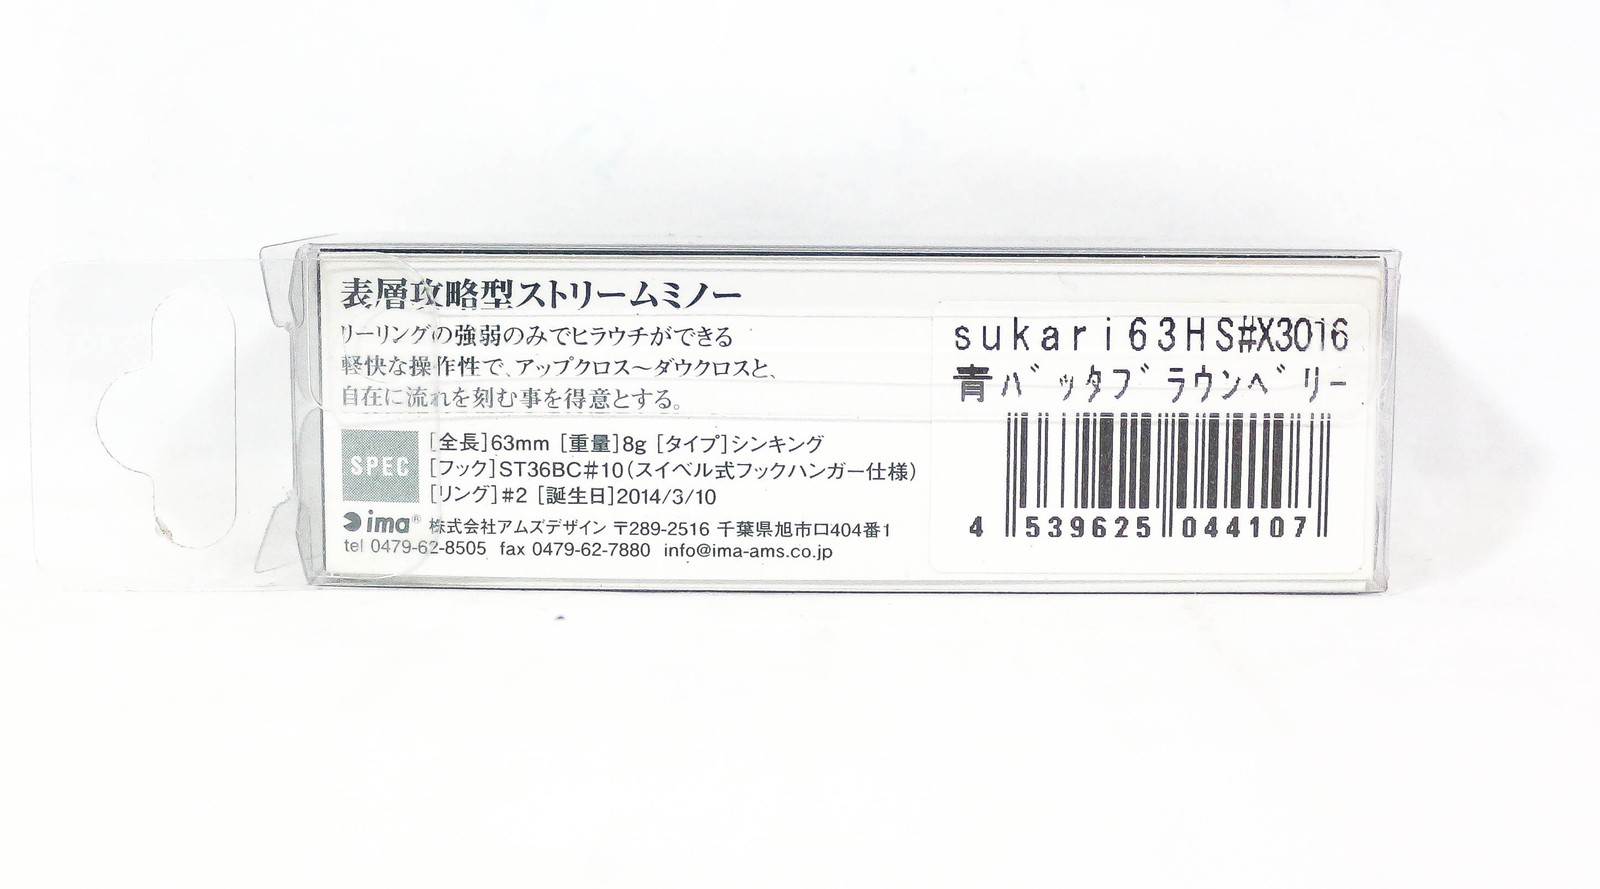 表層攻略型ストリームミノー
リーリングの強弱のみでヒラウチができる
軽快な操作性で、アップクロス～ダウクロスと、
自在に流れを刻む事を得意とする。
SPEC
[全長]63mm [重量]8g [タイプ]シンキング
[フック]ST36BC#10(スイベル式フックハンガー仕様)
[リング]#2 [誕生日]2014/3/10
ima® 株式会社アムズデザイン 〒289-2516 千葉県旭市ロ404番1
tel 0479-62-8505 fax 0479-62-7880 info@ima-ams.co.jp
sukari63HS#X3016
青バッタブラウンベリー
4 539625 044107